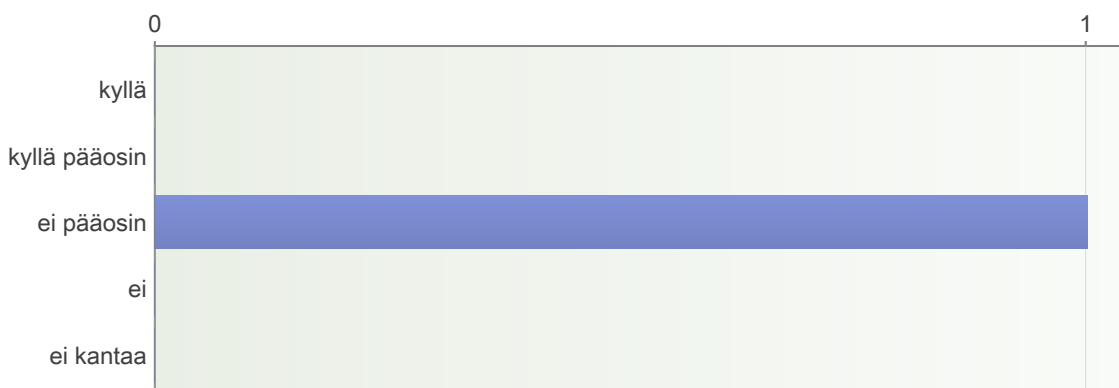 0 1
kyllä
kyllä pääosin
ei pääosin
ei
ei kantaa